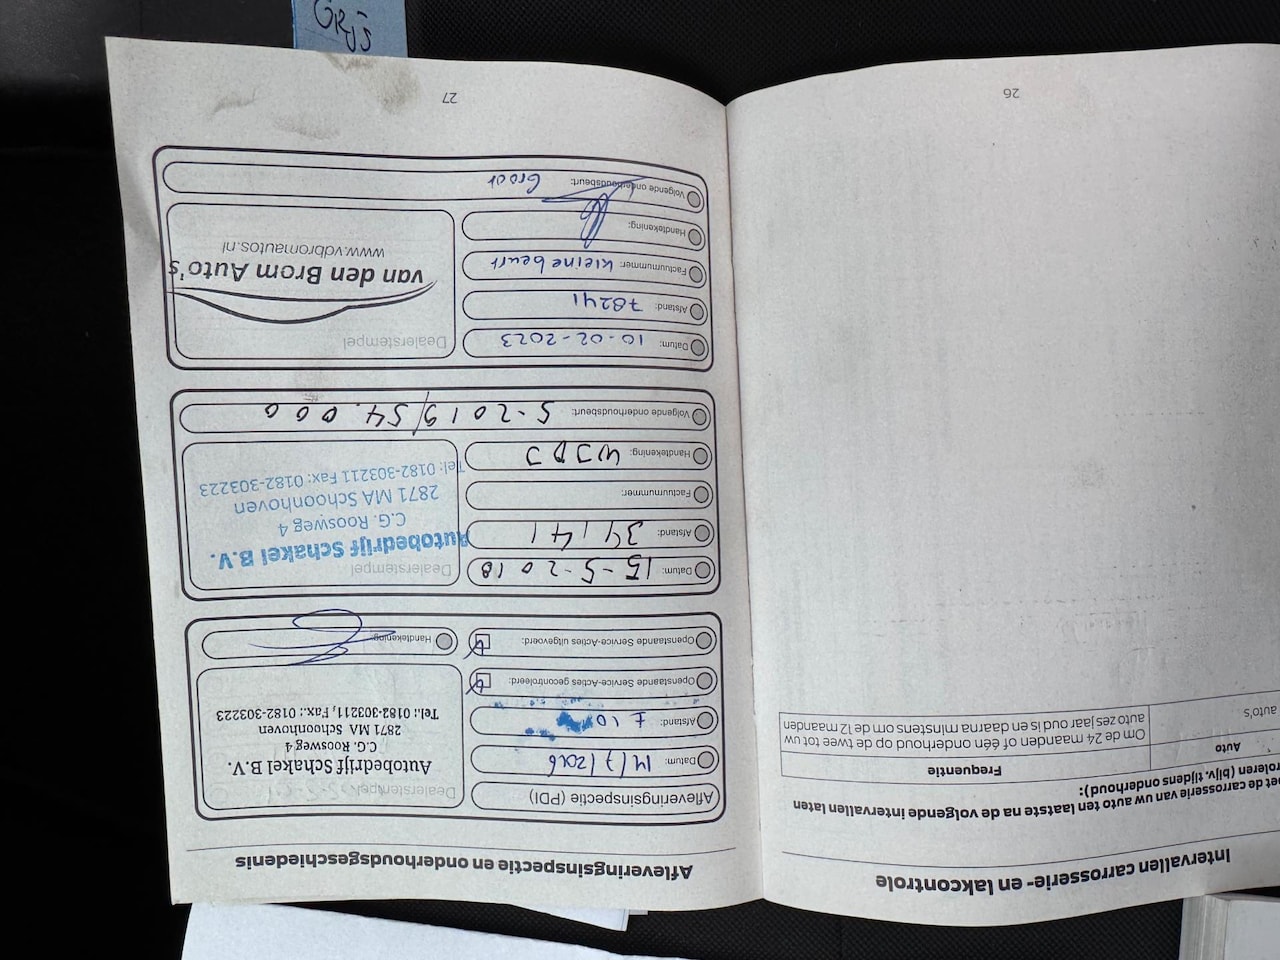 GRIJS
26
Intervallen carrosserie- en lakcontrole
de carrosserie van uw auto ten laatste na de volgende intervallen laten
roleren (blijv. tijdens onderhoud):
Auto
Frequentie
auto's
Om de 24 maanden of één onderhoud op de twee tot uw
auto zes jaar oud is en daarna minstens om de 12 maanden
27
Afleveringsinspectie en onderhoudsgeschiedenis
Afleveringsinspectie (PDI)
Datum: 14/7/2016
Afstand: ± 10
Openstaande Service-Acties gecontroleerd:
Openstaande Service-Acties uitgevoerd:
Dealerstempel
Autobedrijf Schakel B.V.
C.G. Roosweg 4
2871 MA Schoonhoven
Tel.: 0182-303211, Fax.: 0182-303223
Handtekening:
Datum: 15-5-2018
Afstand: 34141
Factuurnummer:
Handtekening:
Dealerstempel
Autobedrijf Schakel B.V.
C.G. Roosweg 4
2871 MA Schoonhoven
Tel: 0182-303211 Fax: 0182-303223
Volgende onderhoudsbeurt: 5-2019/54.000
Datum: 10-02-2023
Afstand: 78241
Factuurnummer: kleine beurt
Handtekening:
Dealerstempel
van den Brom Auto's
www.vdbromautos.nl
Volgende onderhoudsbeurt: Groot